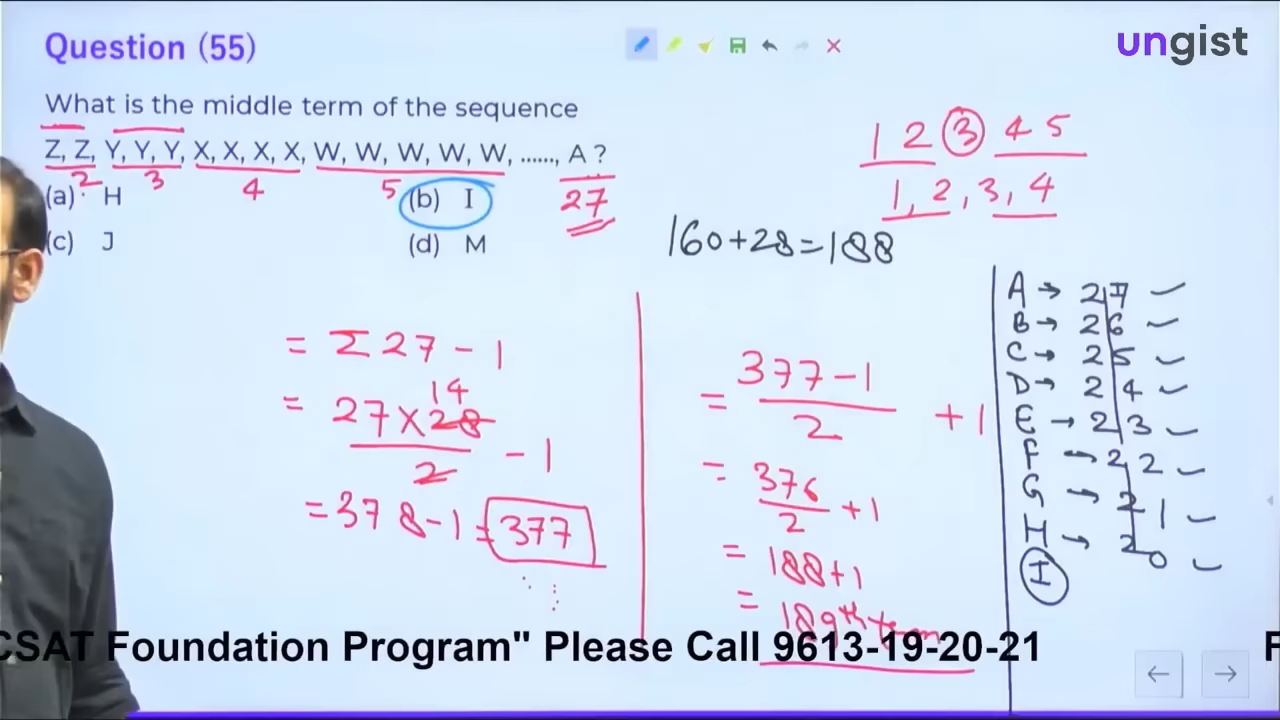 Question (55)
ungist
What is the middle term of the sequence
Z, Z, Y, Y, Y, X, X, X, X, W, W, W, W, W, ......, A ?
2 3 4 5 27
(a) H
(b) I
(c) J
(d) M
1 2 3 4 5
1, 2, 3, 4
160+28=188
= Σ27 - 1
= 27 × 28 14
2 - 1
= 378 - 1 = 377
= 377 - 1
2 + 1
= 376
2 + 1
= 188 + 1
= 189th term
A → 27 ✓
B → 26 ✓
C → 25 ✓
D → 24 ✓
E → 23 ✓
F → 22 ✓
G → 21 ✓
H → 20 ✓
I
CSAT Foundation Program" Please Call 9613-19-20-21
F